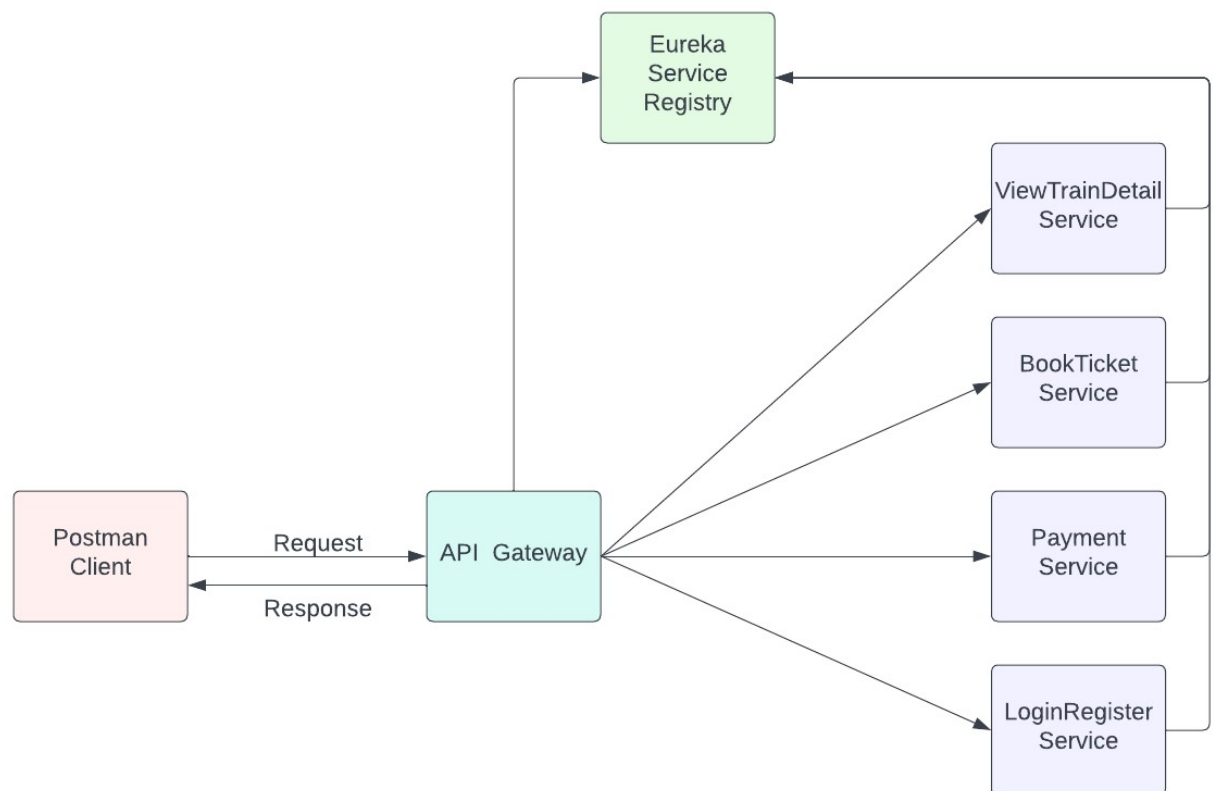 Eureka
Service
Registry
ViewTrainDetail
Service
BookTicket
Service
Postman
Client
Request
Response
API  Gateway
Payment
Service
LoginRegister
Service